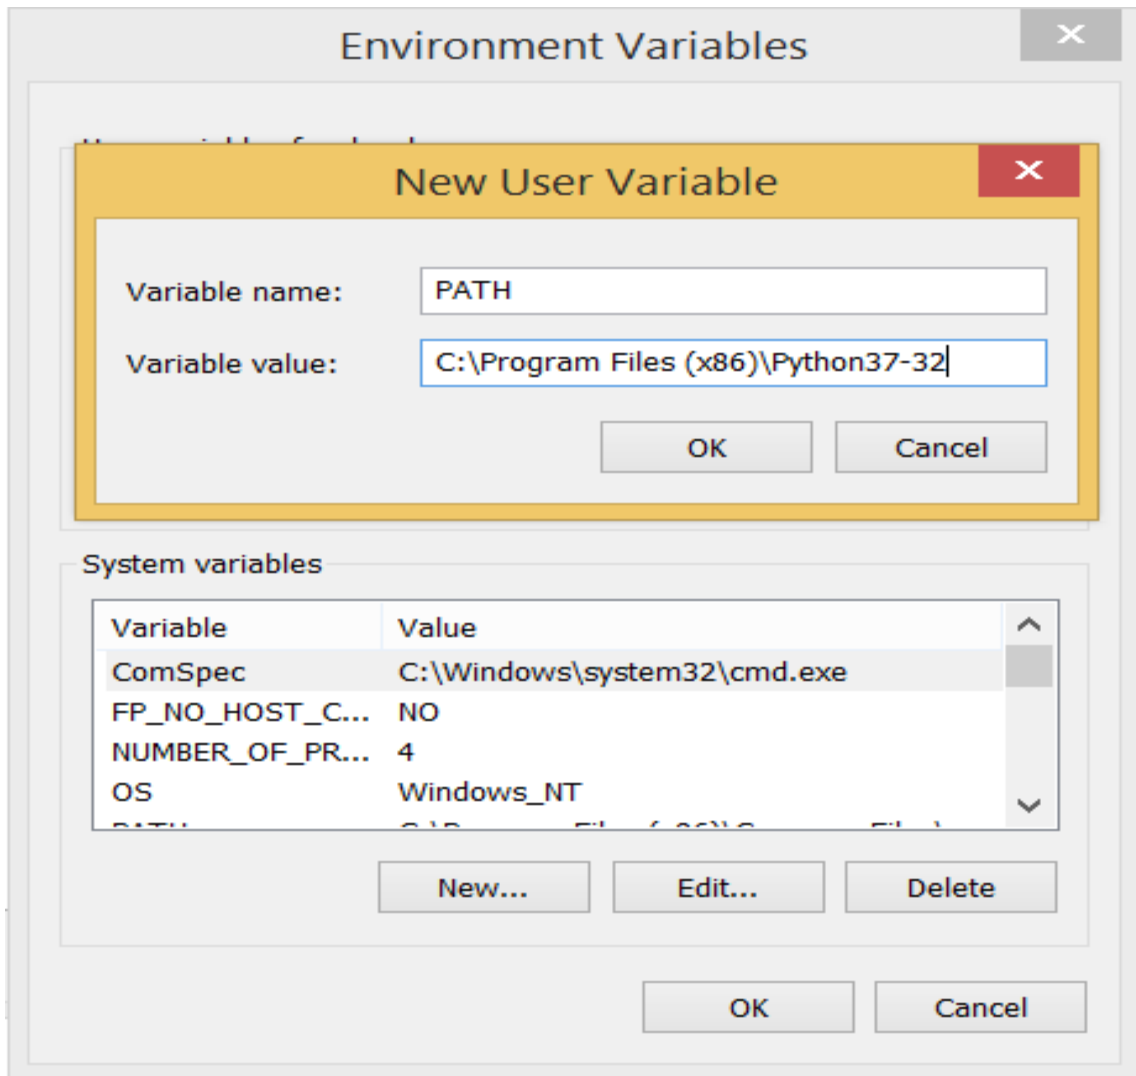 Environment Variables
New User Variable
Variable name: PATH
Variable value: C:\Program Files (x86)\Python37-32
OK Cancel
System variables
Variable Value
ComSpec C:\Windows\system32\cmd.exe
FP_NO_HOST_C... NO
NUMBER_OF_PR... 4
OS Windows_NT
New... Edit... Delete
OK Cancel